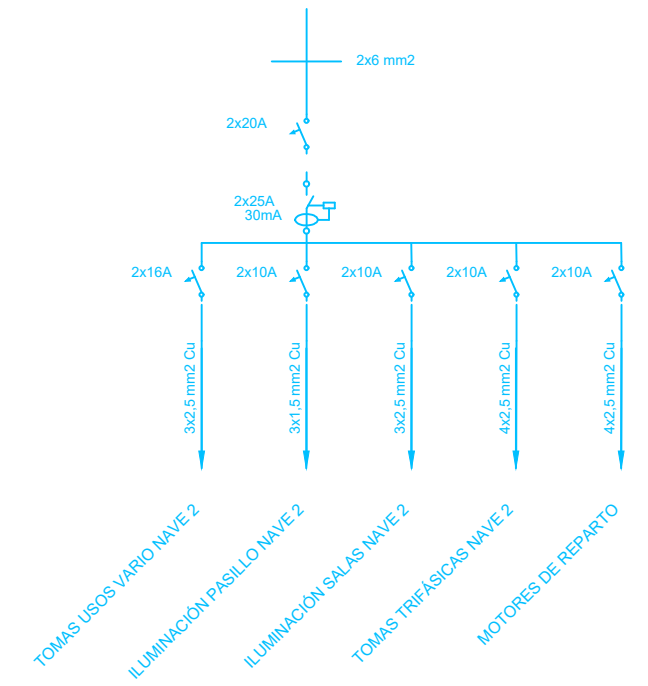 2x6 mm2
2x20A
2x25A
30mA
2x16A
2x10A
2x10A
2x10A
2x10A
3x2,5 mm2 Cu
3x1,5 mm2 Cu
3x2,5 mm2 Cu
4x2,5 mm2 Cu
4x2,5 mm2 Cu
TOMAS USOS VARIO NAVE 2
ILUMINACIÓN PASILLO NAVE 2
ILUMINACIÓN SALAS NAVE 2
TOMAS TRIFÁSICAS NAVE 2
MOTORES DE REPARTO